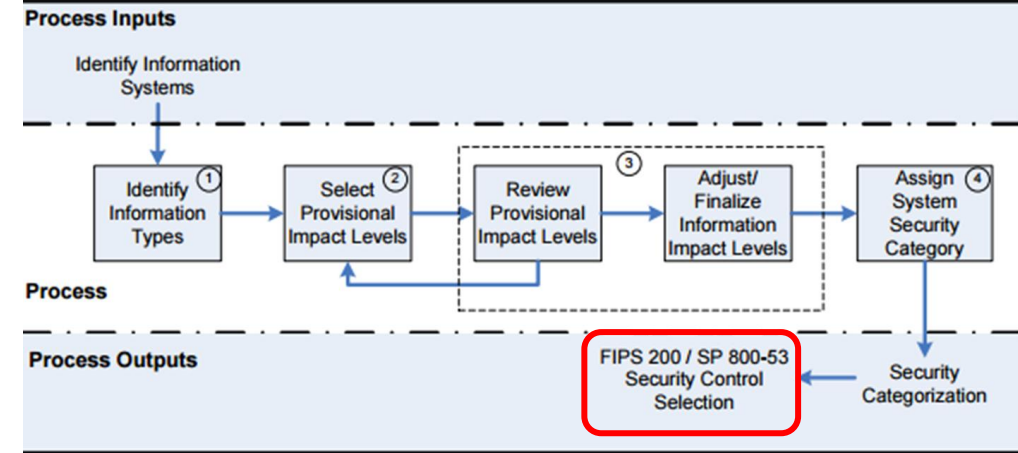 Process Inputs
Identify Information
Systems
1
Identify
Information
Types
2
Select
Provisional
Impact Levels
3
Review
Provisional
Impact Levels
Adjust/
Finalize
Information
Impact Levels
4
Assign
System
Security
Category
Process
Process Outputs
FIPS 200 / SP 800-53
Security Control
Selection
Security
Categorization